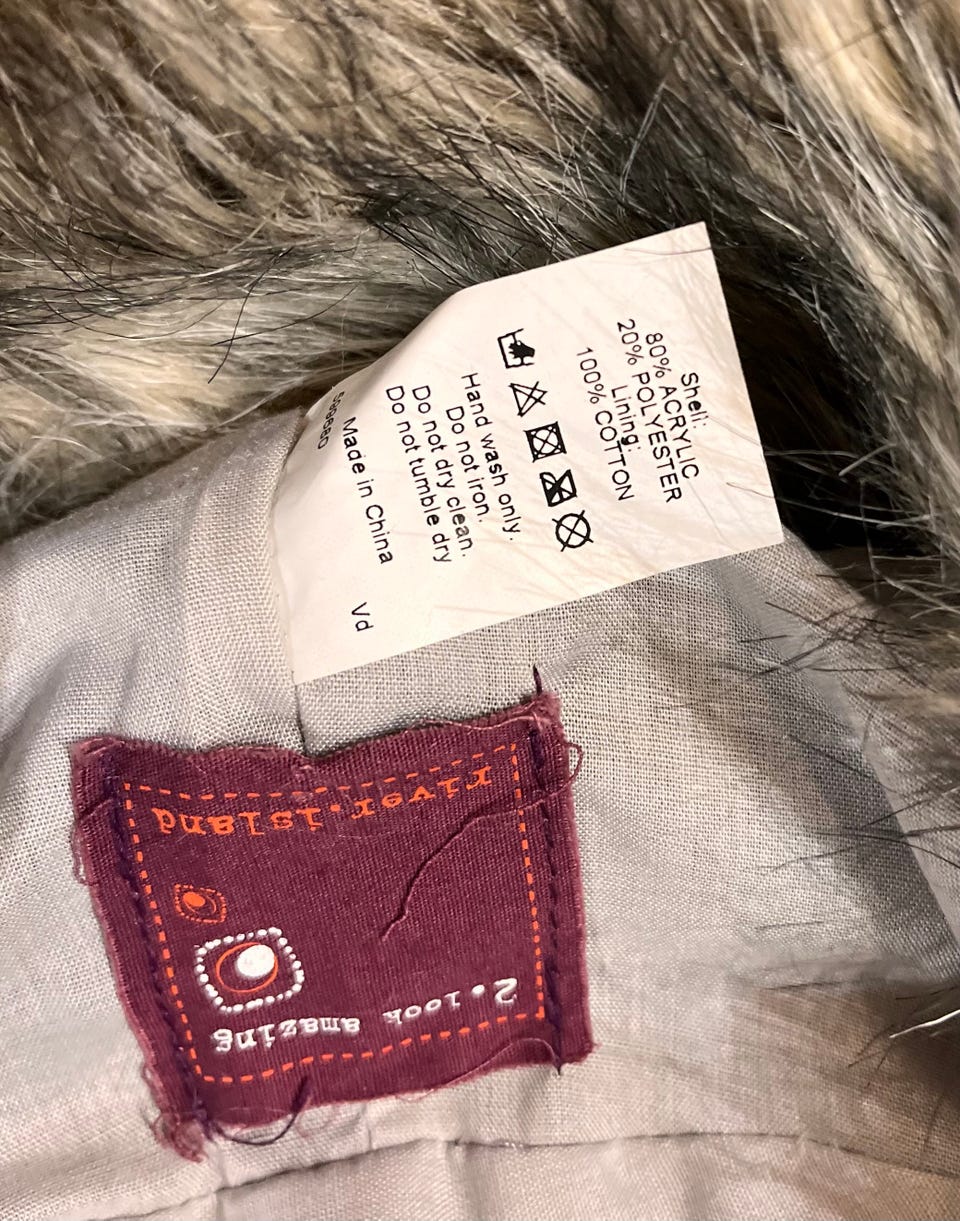 Shell:
80% ACRYLIC
20% POLYESTER
Lining:
100% COTTON
Hand wash only.
Do not iron.
Do not dry clean.
Do not tumble dry
Made in China
Vd
river.island
2.look amazing